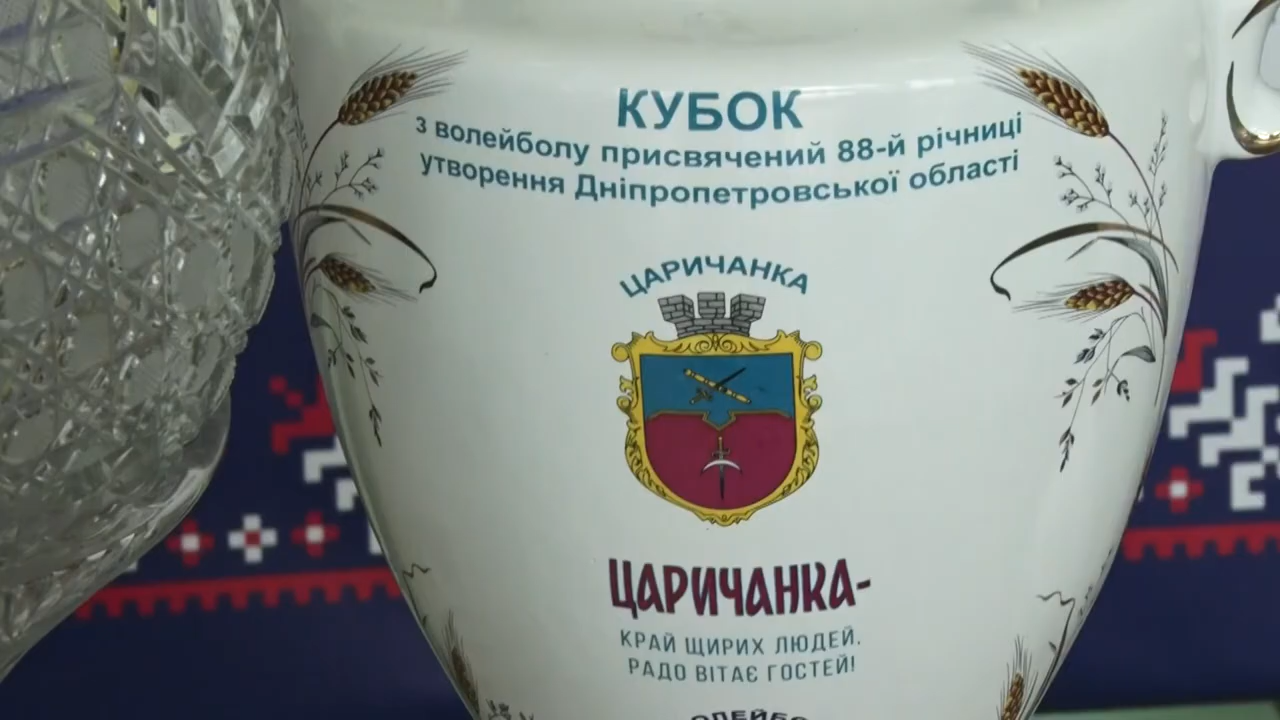 КУБОК
з волейболу присвячений 88-й річниці
утворення Дніпропетровської області
ЦАРИЧАНКА
ЦАРИЧАНКА-
КРАЙ ЩИРИХ ЛЮДЕЙ.
РАДО ВІТАЄ ГОСТЕЙ!